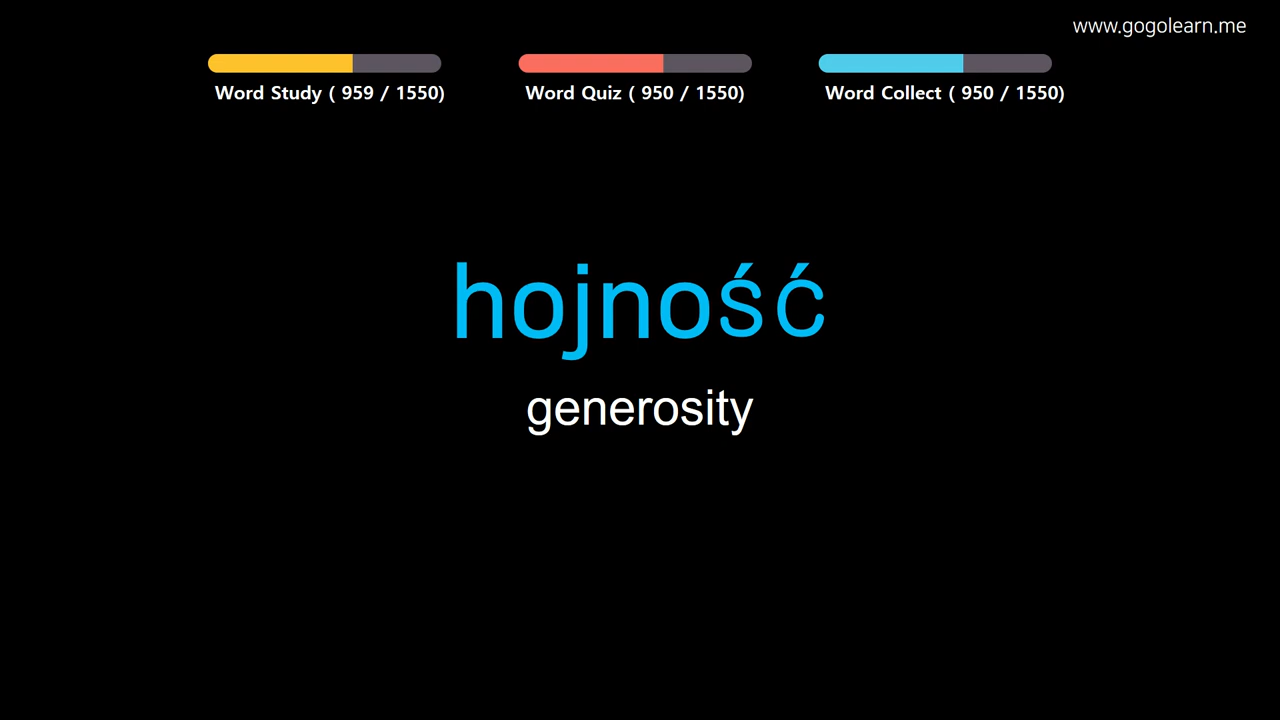 www.gogolearn.me
Word Study ( 959 / 1550)
Word Quiz ( 950 / 1550)
Word Collect ( 950 / 1550)
hojność
generosity